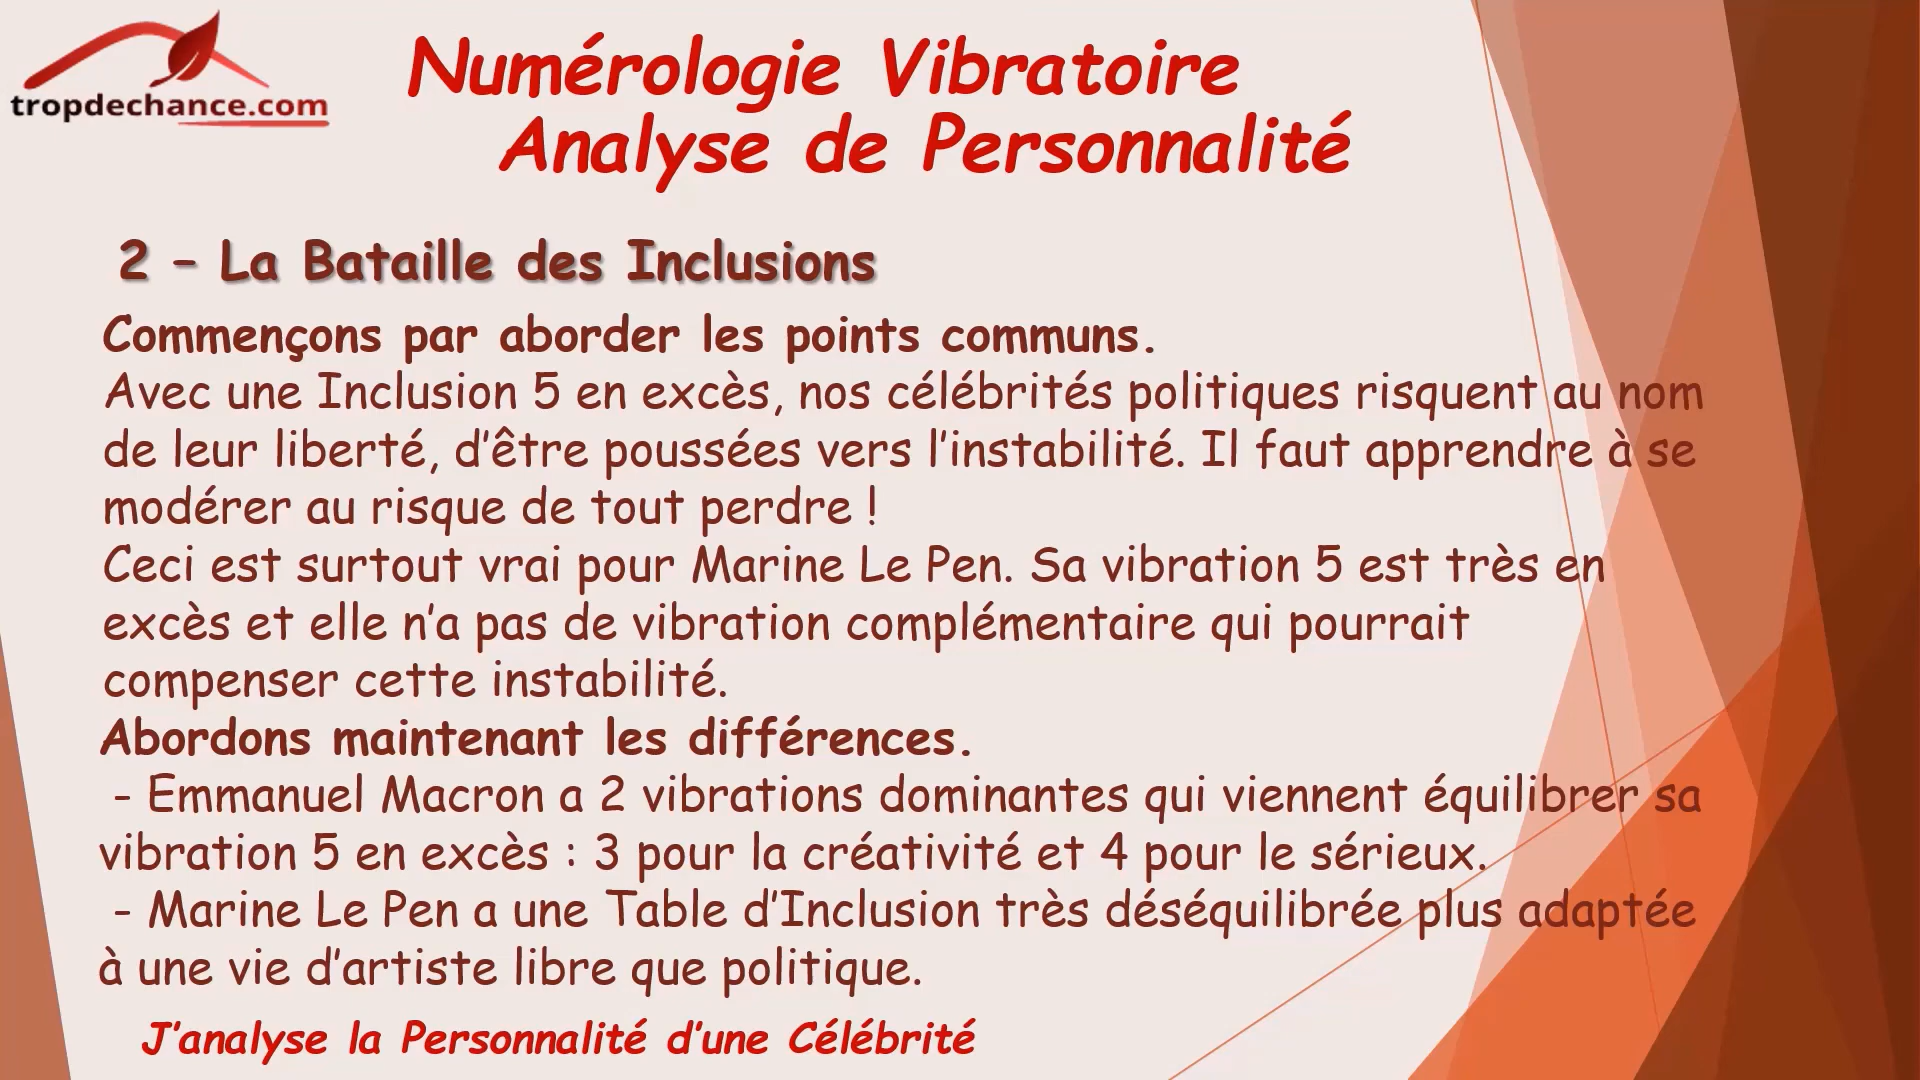 tropdechance.com
Numérologie Vibratoire
Analyse de Personnalité
2 – La Bataille des Inclusions
Commençons par aborder les points communs.
Avec une Inclusion 5 en excès, nos célébrités politiques risquent au nom
de leur liberté, d’être poussées vers l’instabilité. Il faut apprendre à se
modérer au risque de tout perdre !
Ceci est surtout vrai pour Marine Le Pen. Sa vibration 5 est très en
excès et elle n’a pas de vibration complémentaire qui pourrait
compenser cette instabilité.
Abordons maintenant les différences.
- Emmanuel Macron a 2 vibrations dominantes qui viennent équilibrer sa
vibration 5 en excès : 3 pour la créativité et 4 pour le sérieux.
- Marine Le Pen a une Table d’Inclusion très déséquilibrée plus adaptée
à une vie d’artiste libre que politique.
J’analyse la Personnalité d’une Célébrité